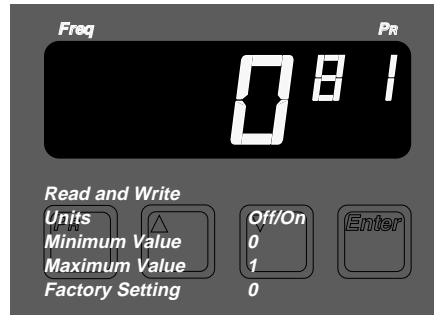 Freq PR
0 81
Read and Write
Units Off/On
Minimum Value 0
Maximum Value 1
Factory Setting 0
PR Enter